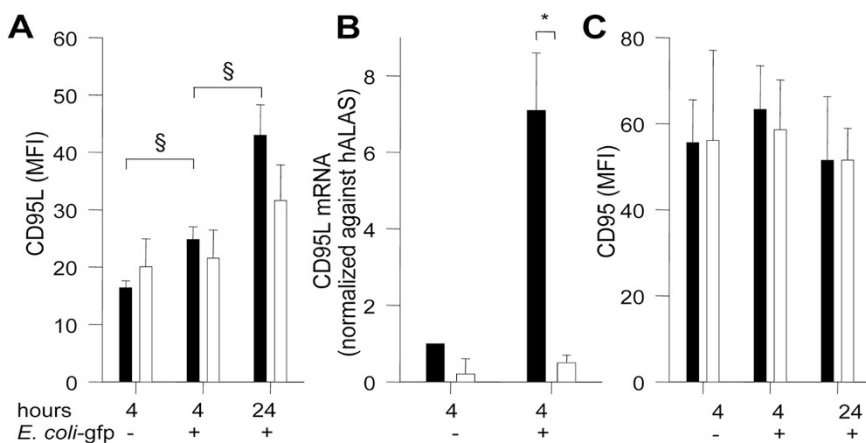 A
B
C
60
50
40
30
20
10
0
CD95L (MFI)
§
§
8
6
4
2
0
CD95L mRNA
(normalized against hALAS)
*
80
60
40
20
0
CD95 (MFI)
hours 4 4 24 4 4 4 4 24
E. coli-gfp - + + - + - + +